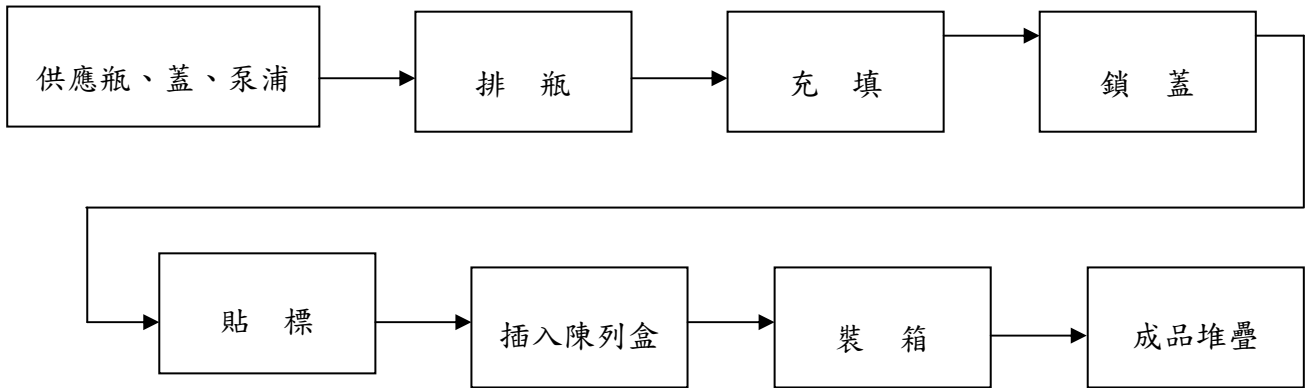 供應瓶、蓋、泵浦
排 瓶
充 填
鎖 蓋
貼 標
插入陳列盒
裝 箱
成品堆疊